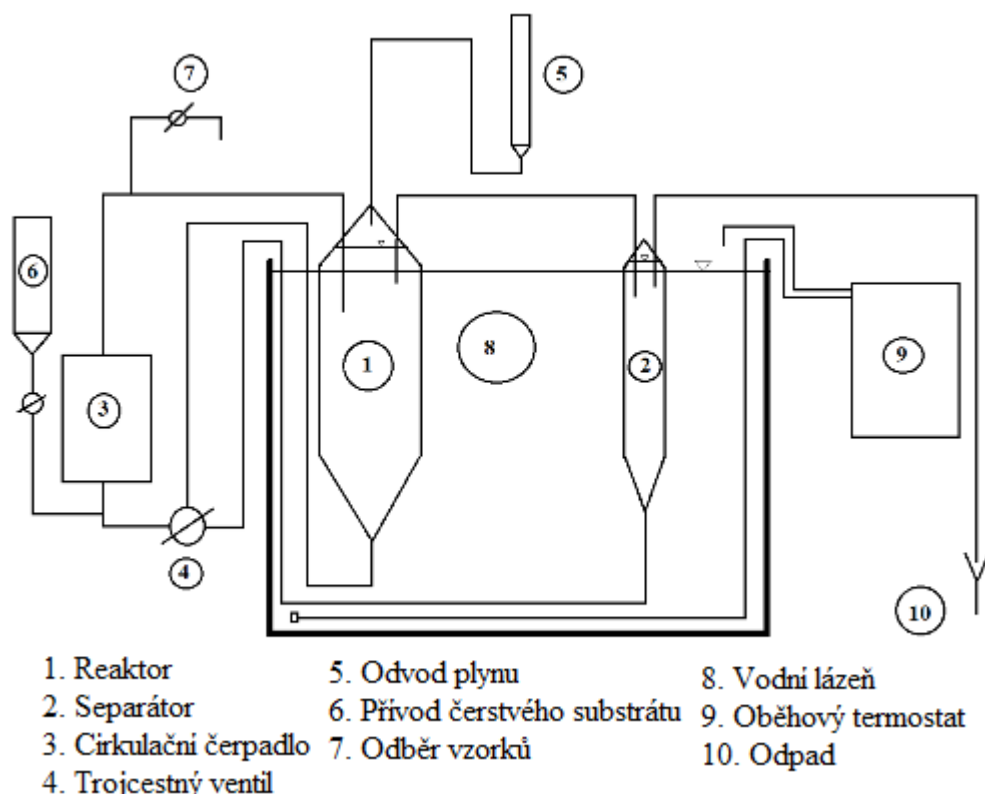 7
5
6
8
1
2
9
3
4
10
1. Reaktor
2. Separátor
3. Cirkulační čerpadlo
4. Trojcestný ventil
5. Odvod plynu
6. Přívod čerstvého substrátu
7. Odběr vzorků
8. Vodní lázeň
9. Oběhový termostat
10. Odpad